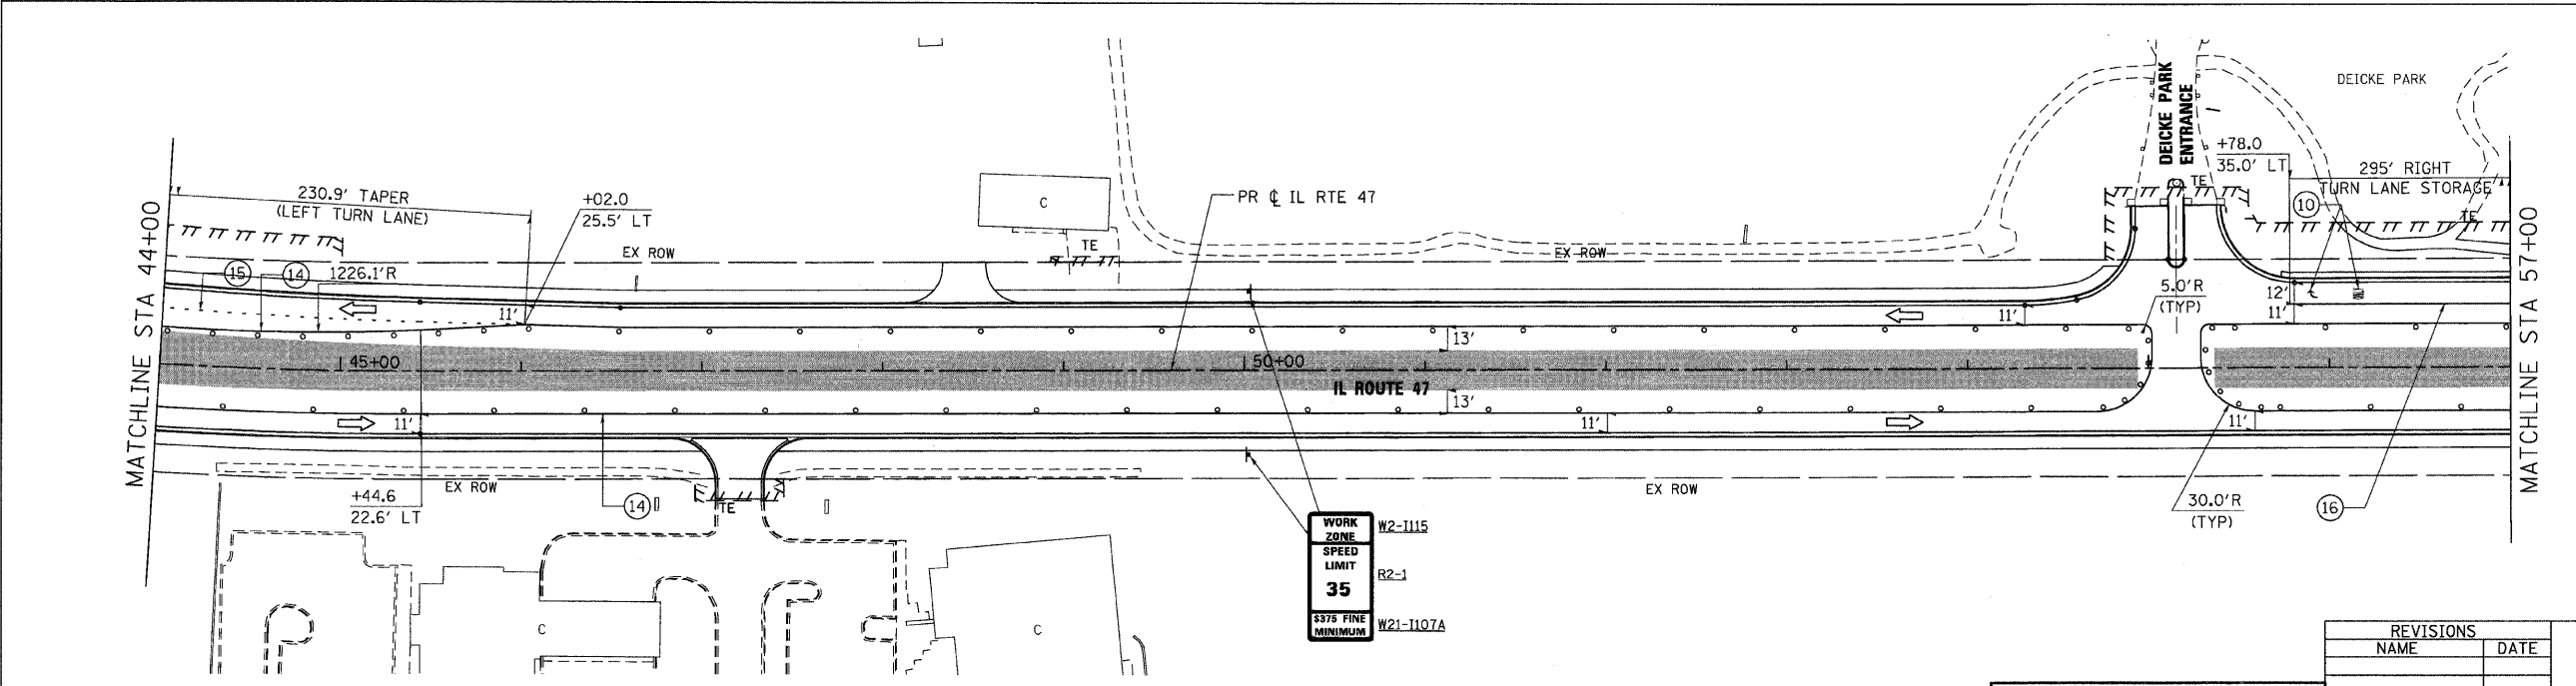 DEICKE PARK
DEICKE PARK
ENTRANCE
+78.0
35.0' LT
295' RIGHT
TURN LANE STORAGE
TE
10
TE
MATCHLINE STA 44+00
230.9' TAPER
(LEFT TURN LANE)
+02.0
25.5' LT
C
TE
PR ℄ IL RTE 47
EX ROW
EX ROW
15
14
1226.1'R
11'
11'
5.0'R
(TYP)
12'
11'
MATCHLINE STA 57+00
45+00
50+00
13'
IL ROUTE 47
13'
11'
11'
11'
EX ROW
+44.6
22.6' LT
14
TE
EX ROW
30.0'R
(TYP)
16
WORK
ZONE
W2-I115
SPEED
LIMIT
35
R2-1
$375 FINE
MINIMUM
W21-I107A
C
C
REVISIONS
NAME
DATE